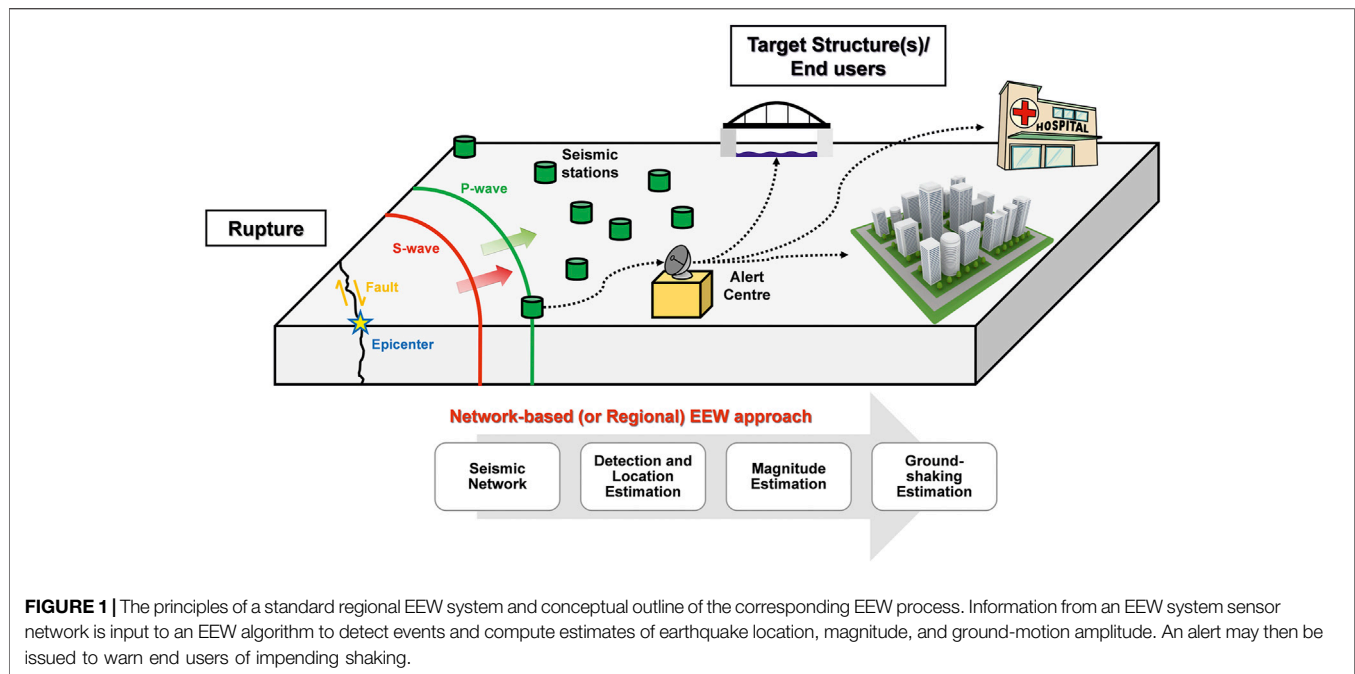 Target Structure(s)/
End users
HOSPITAL
Seismic
stations
P-wave
Rupture
S-wave
Fault
Alert
Centre
Epicenter
Network-based (or Regional) EEW approach
Seismic
Network
Detection and
Location
Estimation
Magnitude
Estimation
Ground-
shaking
Estimation
FIGURE 1 | The principles of a standard regional EEW system and conceptual outline of the corresponding EEW process. Information from an EEW system sensor
network is input to an EEW algorithm to detect events and compute estimates of earthquake location, magnitude, and ground-motion amplitude. An alert may then be
issued to warn end users of impending shaking.